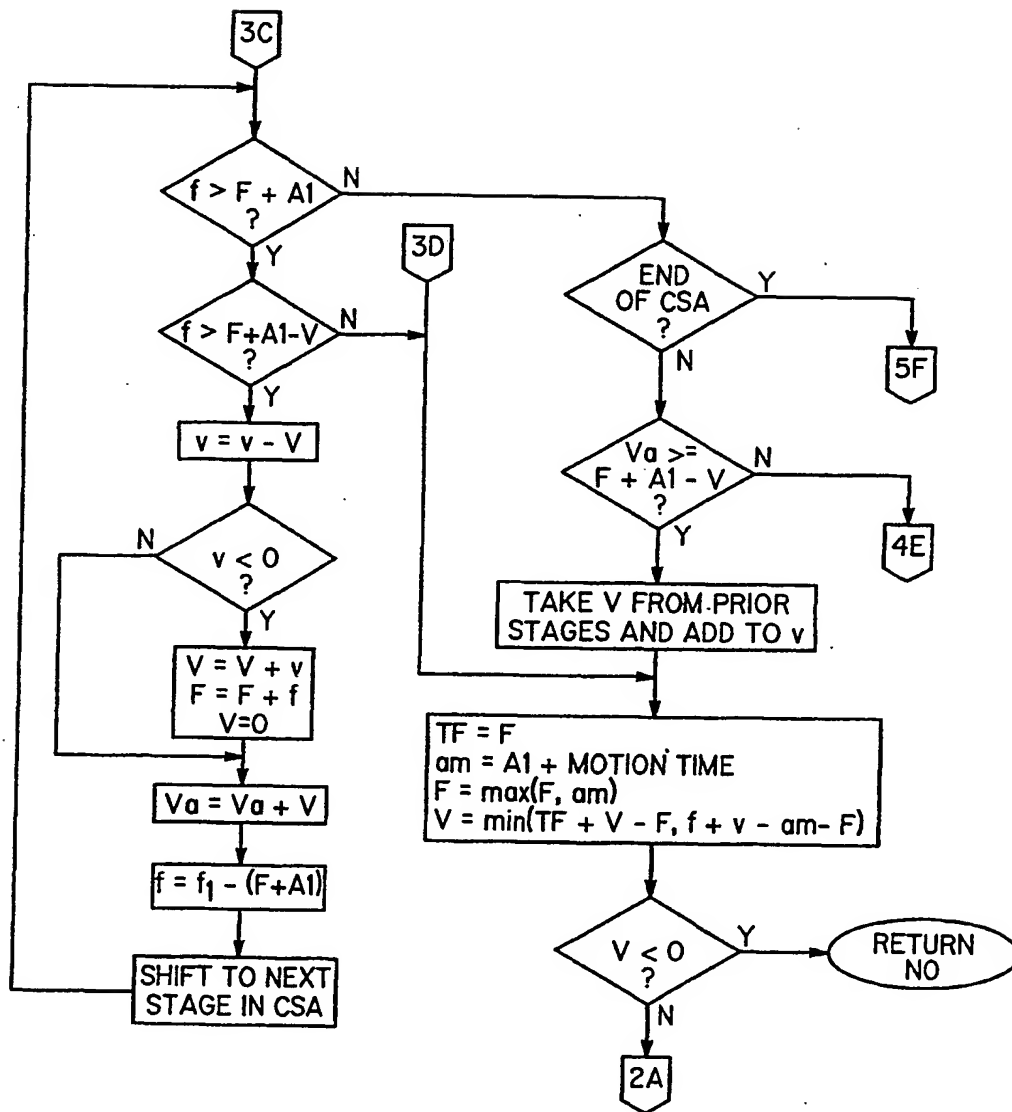 3C
f > F + A1
?
N
Y
3D
f > F+A1-V
?
N
Y
END
OF CSA
?
Y
N
5F
v = v - V
Va >=
F + A1 - V
?
N
Y
4E
v < 0
?
N
Y
TAKE V FROM PRIOR
STAGES AND ADD TO v
V = V + v
F = F + f
V=0
Va = Va + V
f = f1 - (F+A1)
SHIFT TO NEXT
STAGE IN CSA
TF = F
am = A1 + MOTION TIME
F = max(F, am)
V = min(TF + V - F, f + v - am- F)
V < 0
?
Y
N
RETURN
NO
2A